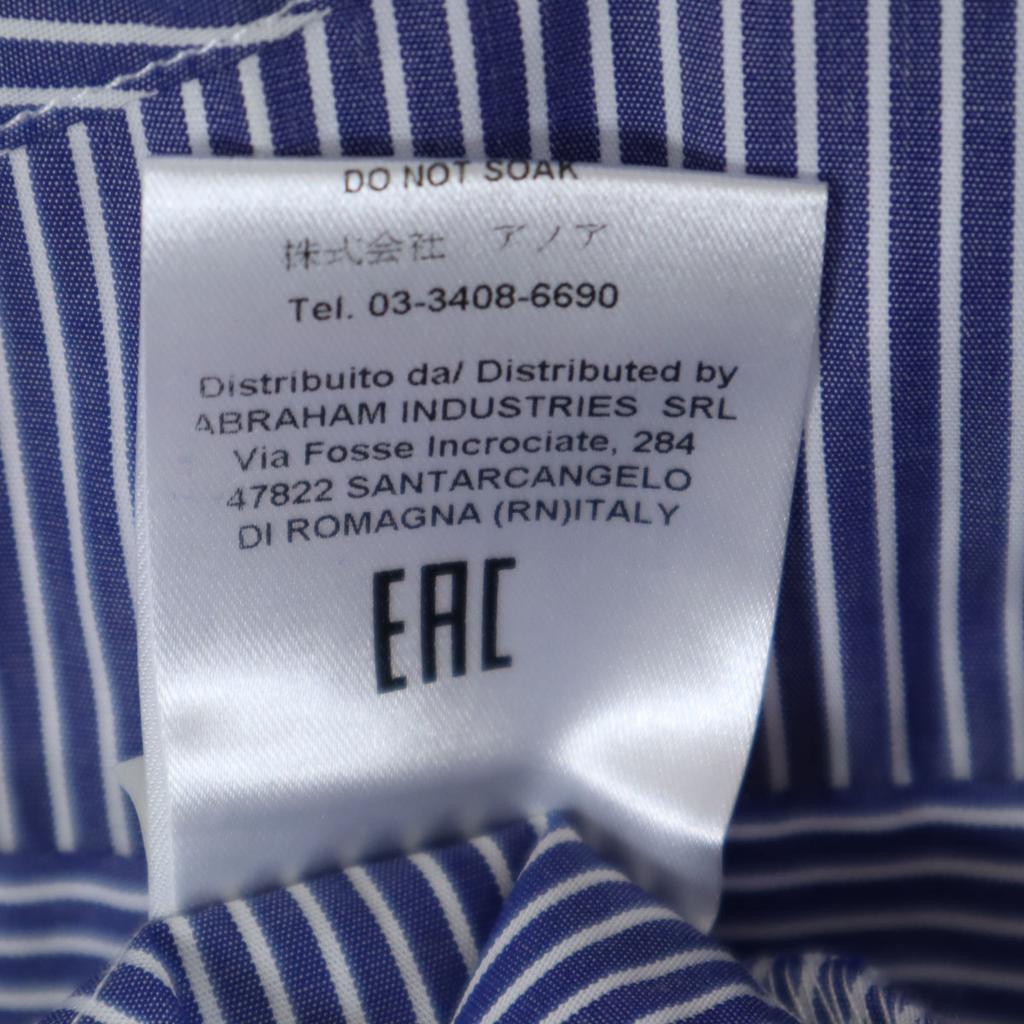 DO NOT SOAK
株式会社 アノア
Tel. 03-3408-6690
Distribuito da/ Distributed by
ABRAHAM INDUSTRIES SRL
Via Fosse Incrociate, 284
47822 SANTARCANGELO
DI ROMAGNA (RN)ITALY
EAC